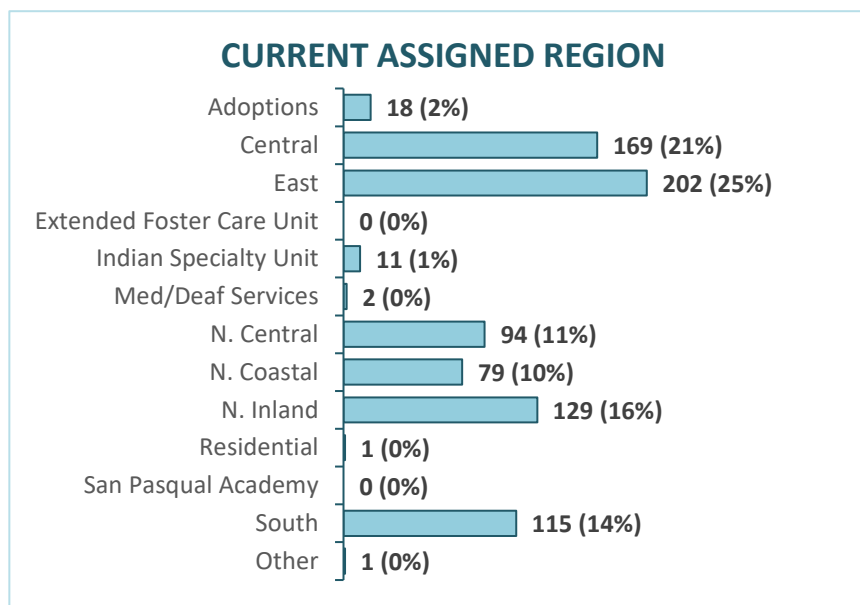 CURRENT ASSIGNED REGION
Adoptions 18 (2%)
Central 169 (21%)
East 202 (25%)
Extended Foster Care Unit 0 (0%)
Indian Specialty Unit 11 (1%)
Med/Deaf Services 2 (0%)
N. Central 94 (11%)
N. Coastal 79 (10%)
N. Inland 129 (16%)
Residential 1 (0%)
San Pasqual Academy 0 (0%)
South 115 (14%)
Other 1 (0%)